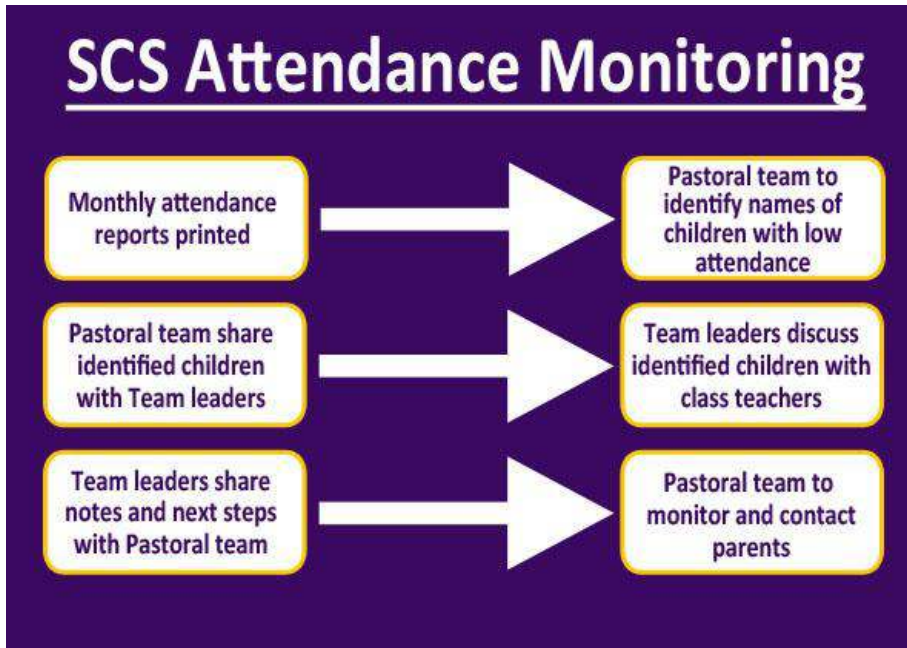 SCS Attendance Monitoring
Monthly attendance
reports printed
Pastoral team to
identify names of
children with low
attendance
Pastoral team share
identified children
with Team leaders
Team leaders discuss
identified children with
class teachers
Team leaders share
notes and next steps
with Pastoral team
Pastoral team to
monitor and contact
parents